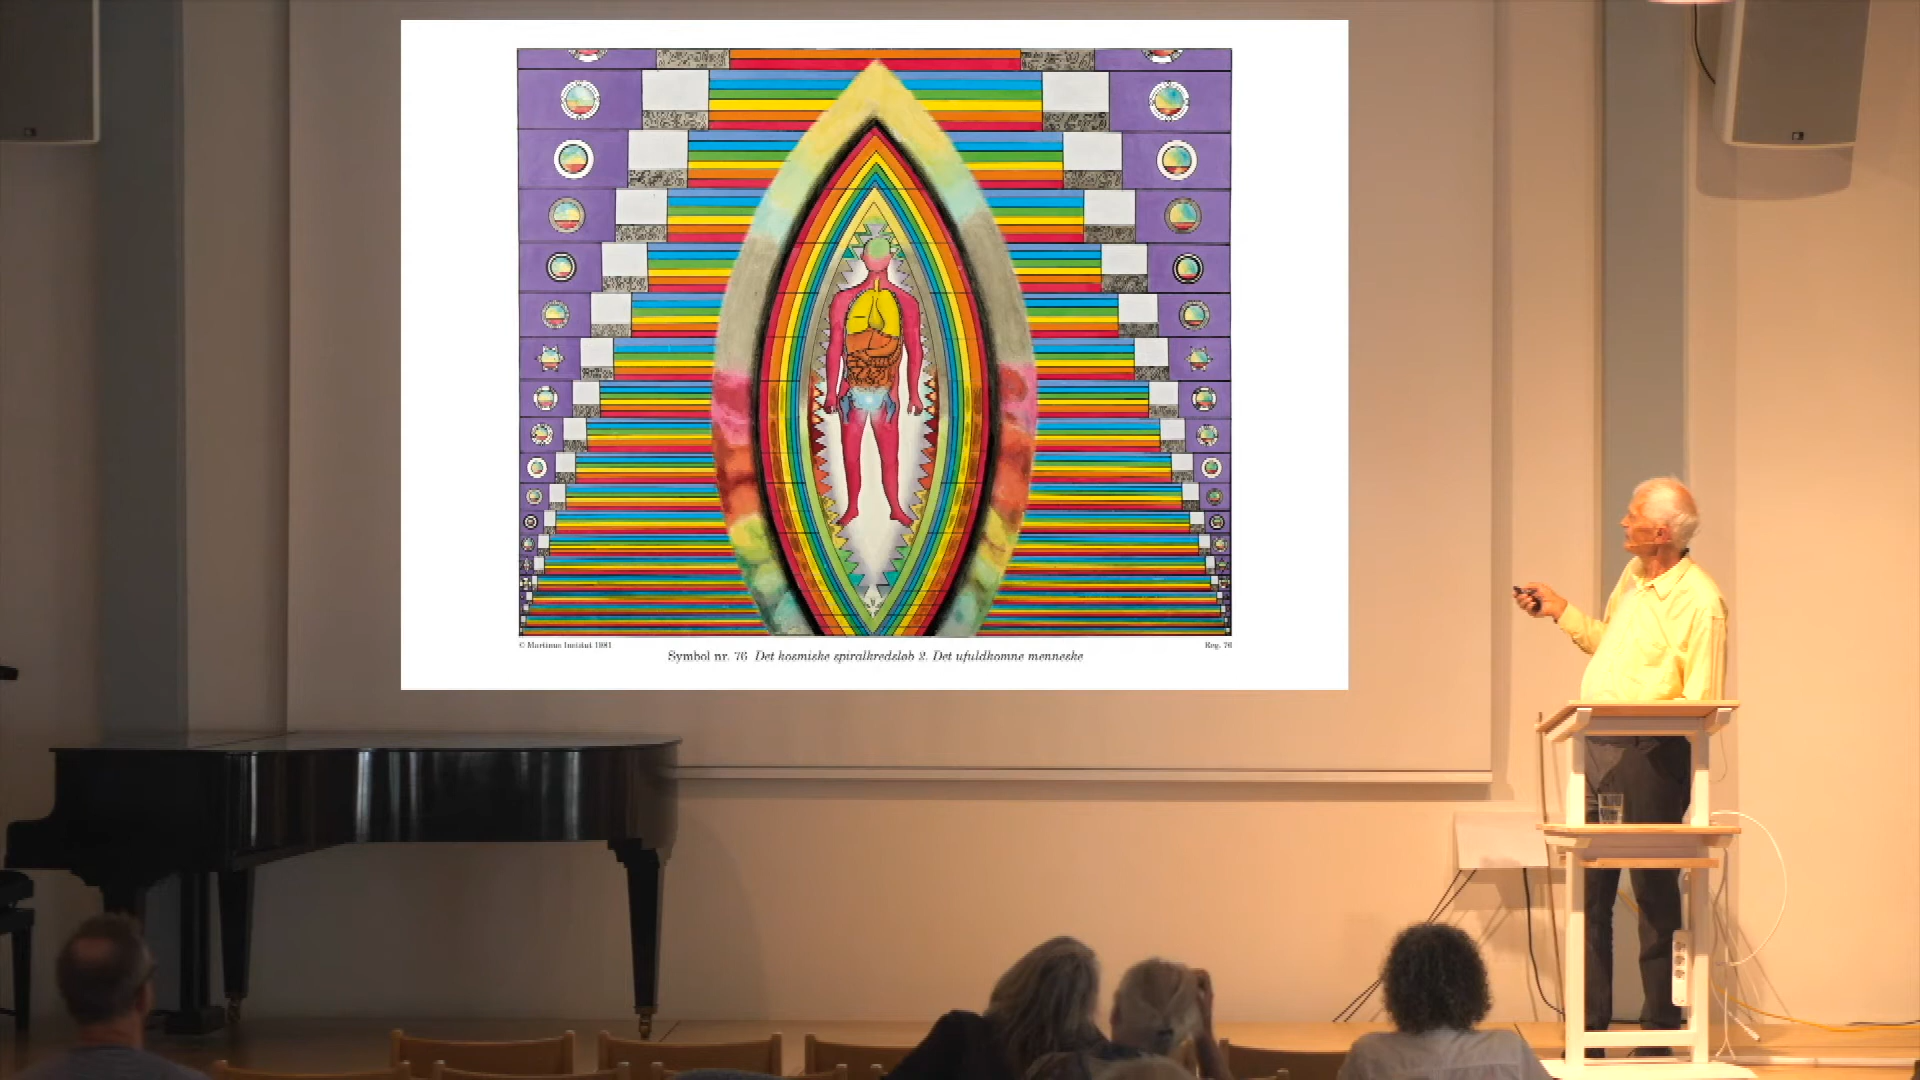 © Martinus Institut 1981
Reg. 76
Symbol nr. 76 Det kosmiske spiralkredsløb 2. Det ufuldkomne menneske